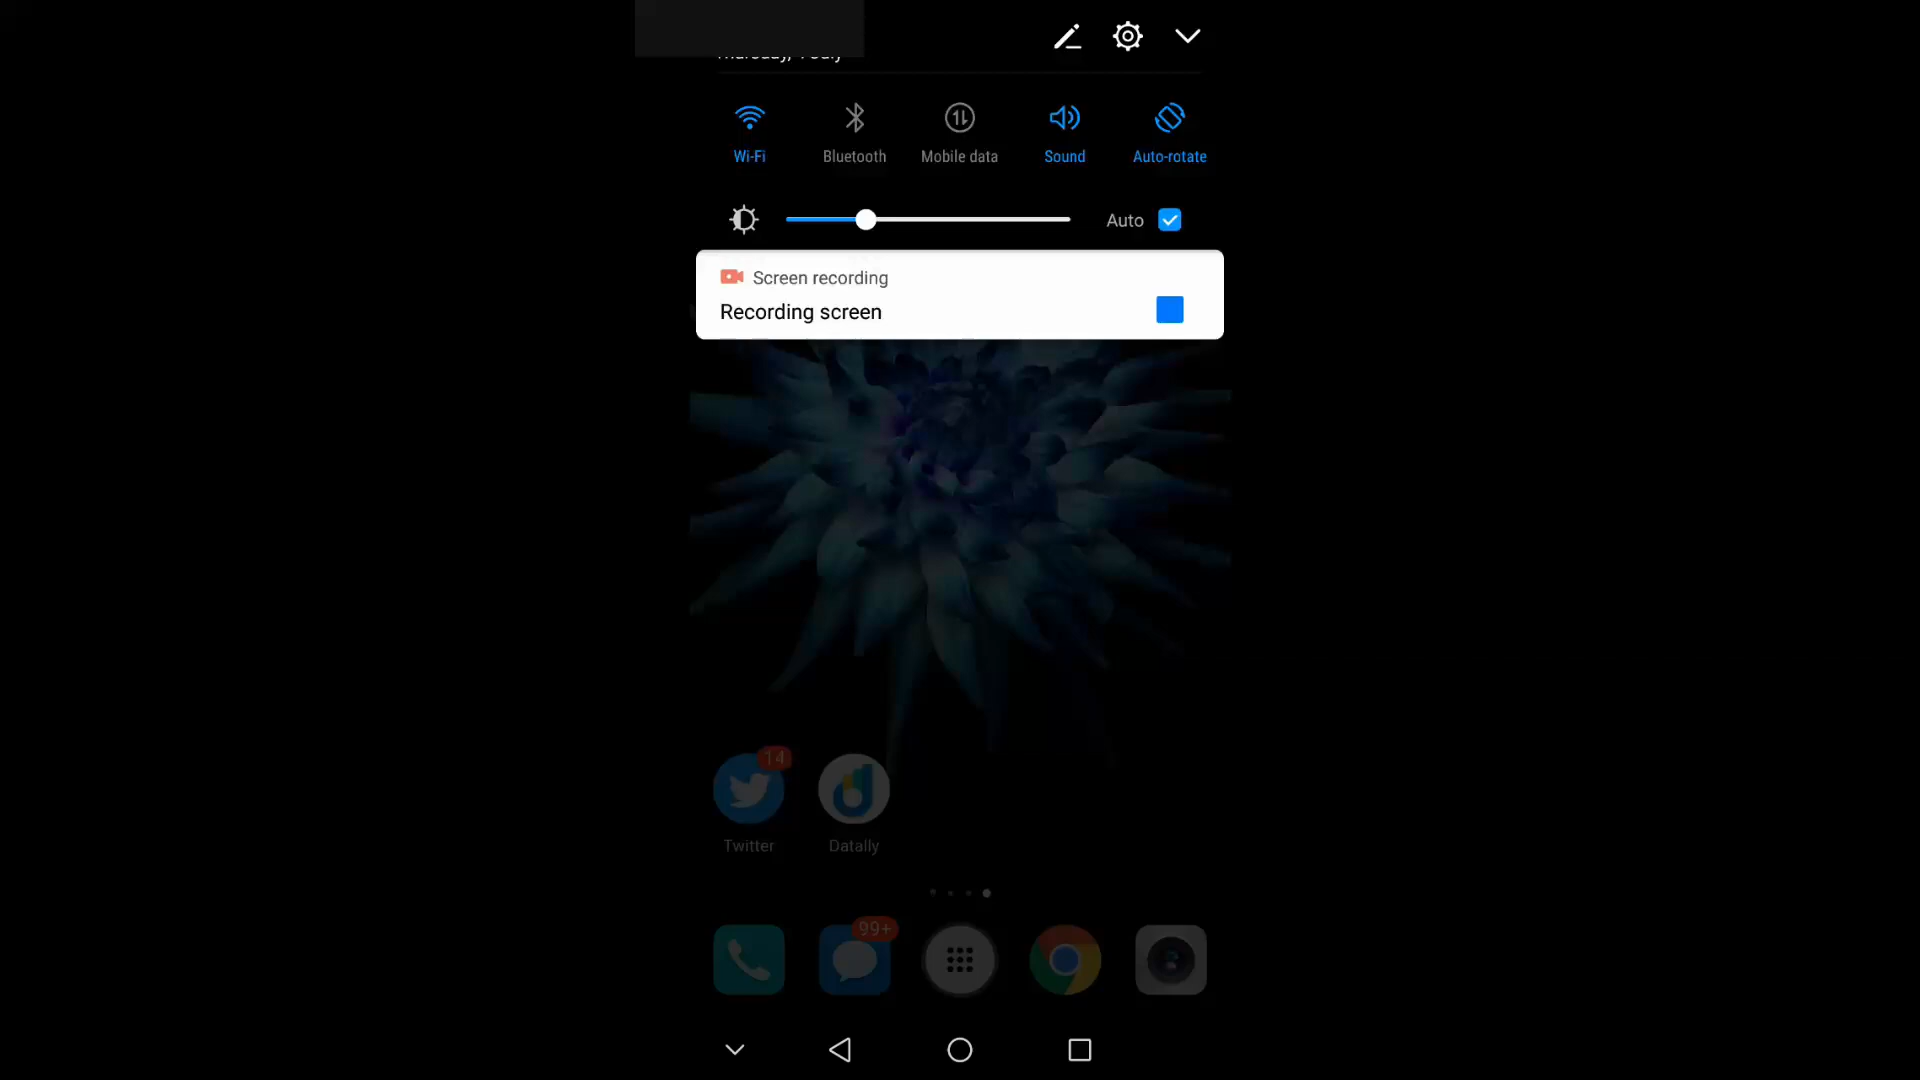 Wi-Fi
Bluetooth
Mobile data
Sound
Auto-rotate
Auto
Screen recording
Recording screen
14
Twitter
Datally
99+